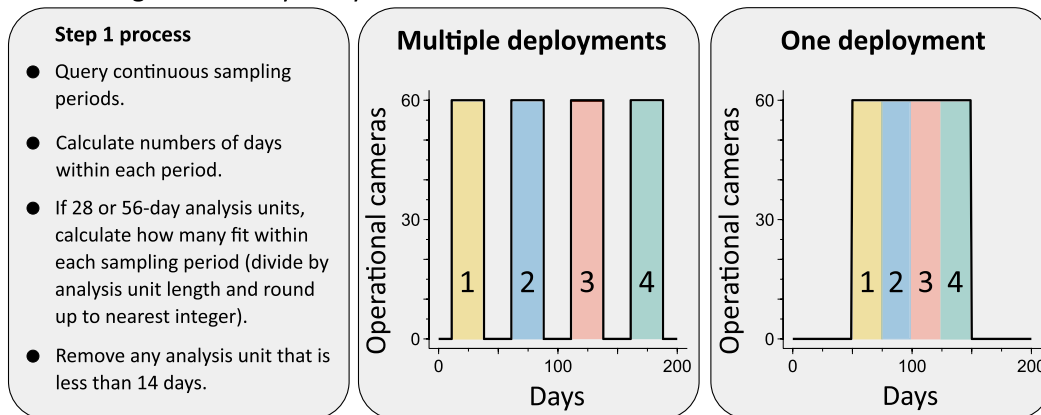 Step 1 process
● Query continuous sampling
periods.
● Calculate numbers of days
within each period.
● If 28 or 56-day analysis units,
calculate how many fit within
each sampling period (divide by
analysis unit length and round
up to nearest integer).
● Remove any analysis unit that is
less than 14 days.
Multiple deployments
Operational cameras
60
30
0
1 2 3 4
0 100 200
Days
One deployment
Operational cameras
60
30
0
1 2 3 4
0 100 200
Days